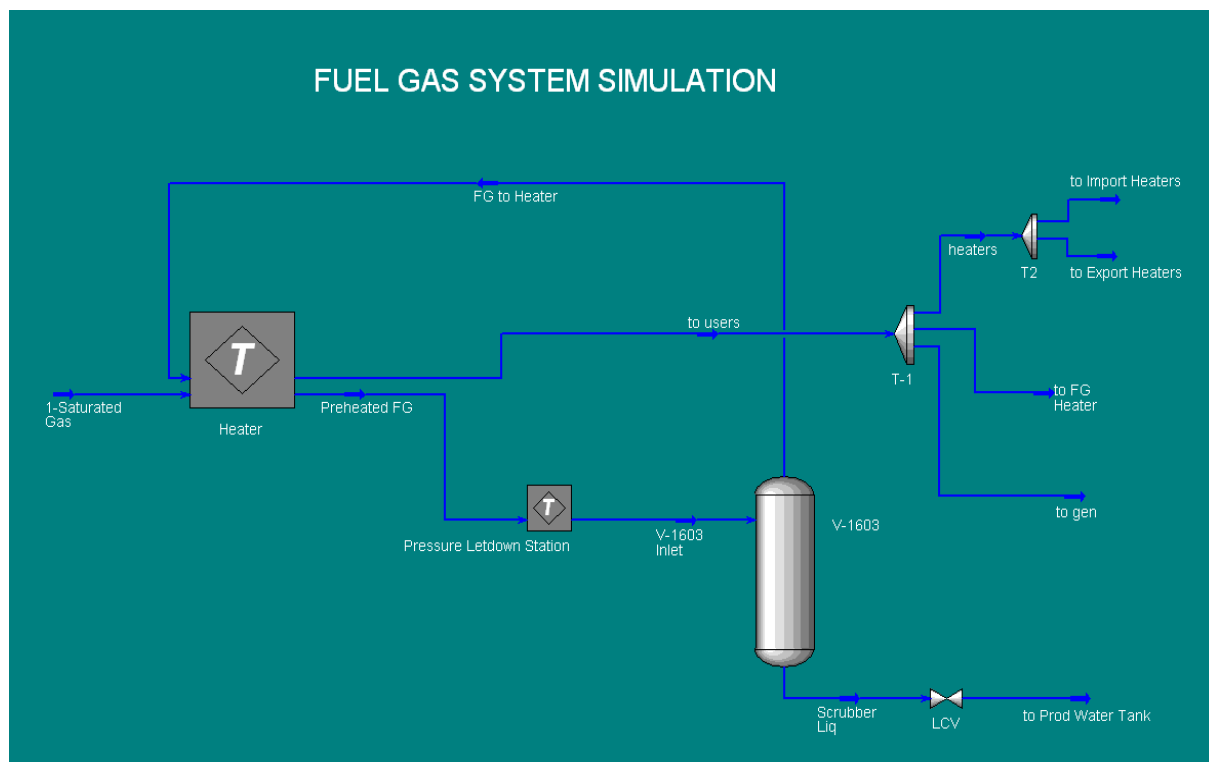 FUEL GAS SYSTEM SIMULATION
to Import Heaters
FG to Heater
heaters
T2
to Export Heaters
to users
T
T-1
1-Saturated
Gas
Preheated FG
to FG
Heater
Heater
T
V-1603
to gen
Pressure Letdown Station
V-1603
Inlet
Scrubber
Liq
LCV
to Prod Water Tank